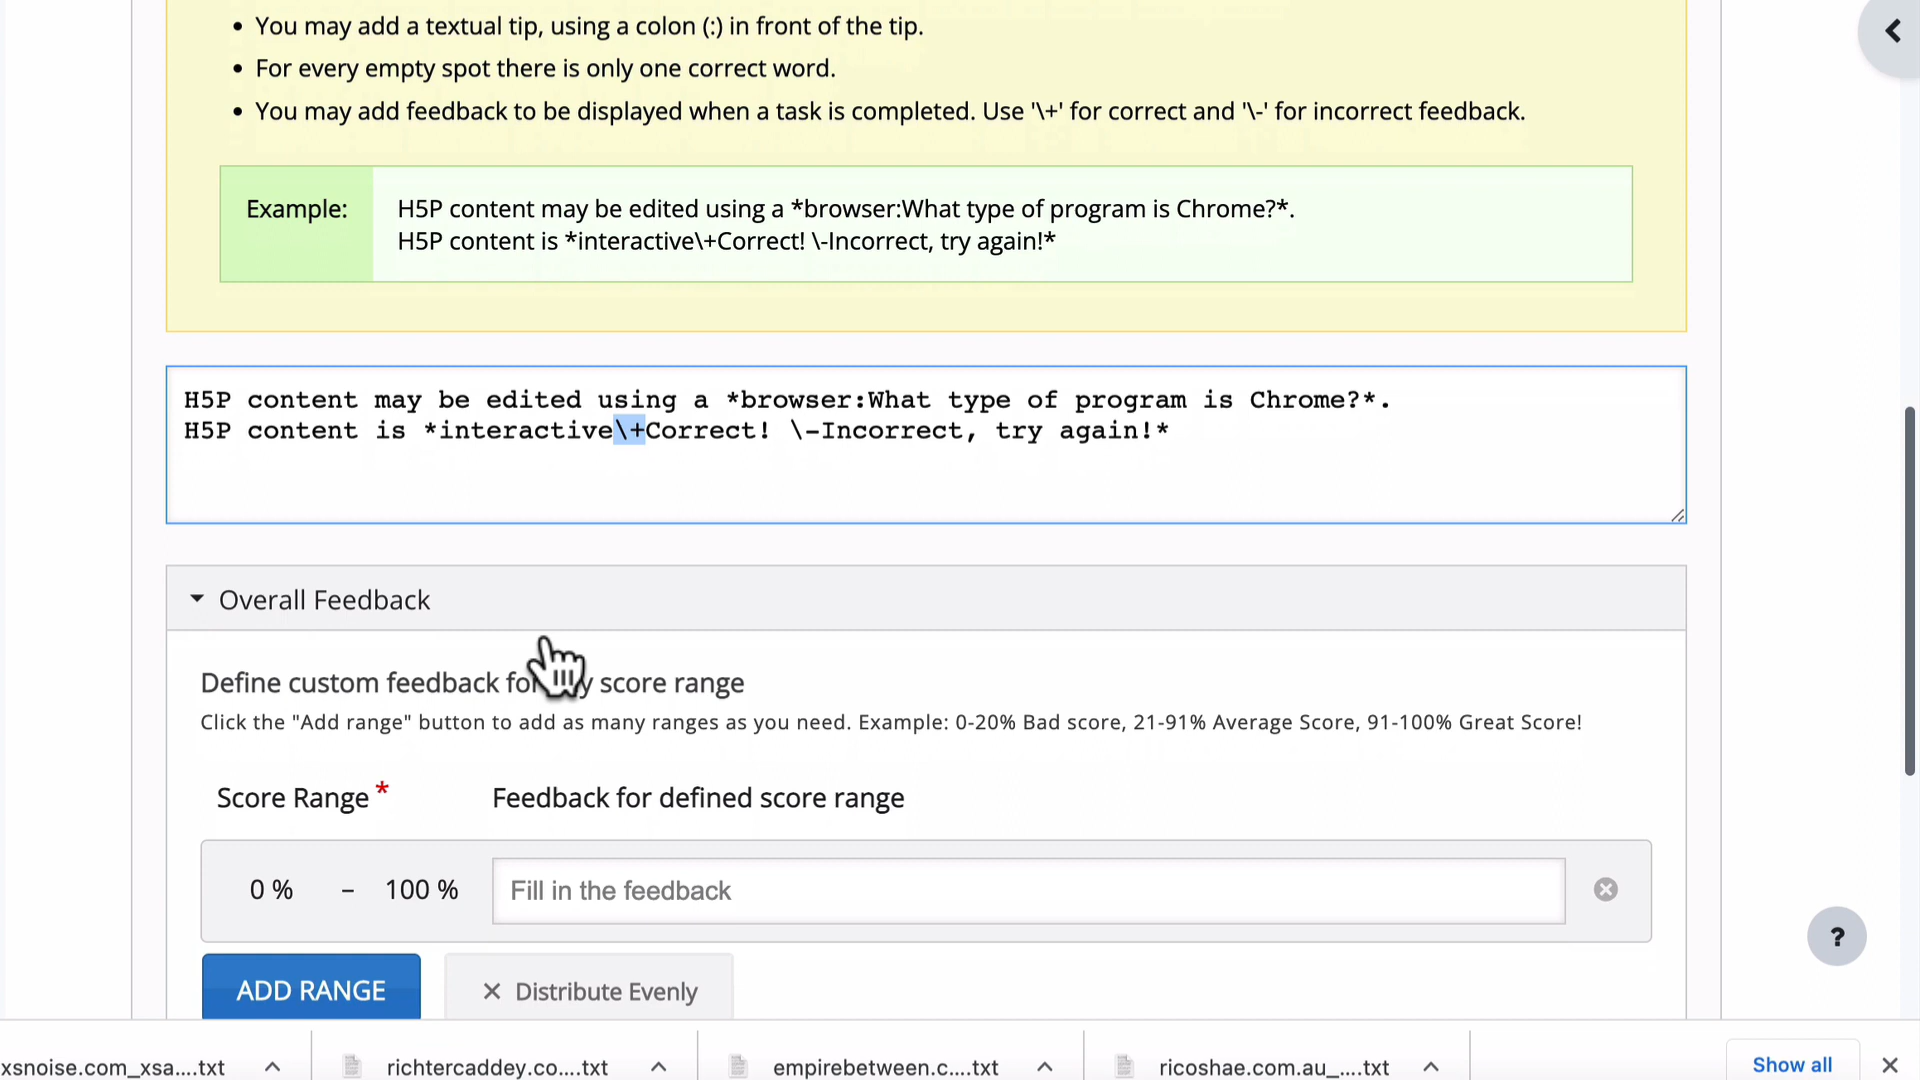 • You may add a textual tip, using a colon (:) in front of the tip.
• For every empty spot there is only one correct word.
• You may add feedback to be displayed when a task is completed. Use '\+' for correct and '\-' for incorrect feedback.
Example:
H5P content may be edited using a *browser:What type of program is Chrome?*.
H5P content is *interactive\+Correct! \-Incorrect, try again!*
H5P content may be edited using a *browser:What type of program is Chrome?*.
H5P content is *interactive\+Correct! \-Incorrect, try again!*
Overall Feedback
Define custom feedback for score range
Click the "Add range" button to add as many ranges as you need. Example: 0-20% Bad score, 21-91% Average Score, 91-100% Great Score!
Score Range * Feedback for defined score range
0 % – 100 % Fill in the feedback
?
ADD RANGE × Distribute Evenly
xsnoise.com_xsa....txt richtercaddey.co....txt empirebetween.c....txt ricoshae.com.au_....txt Show all